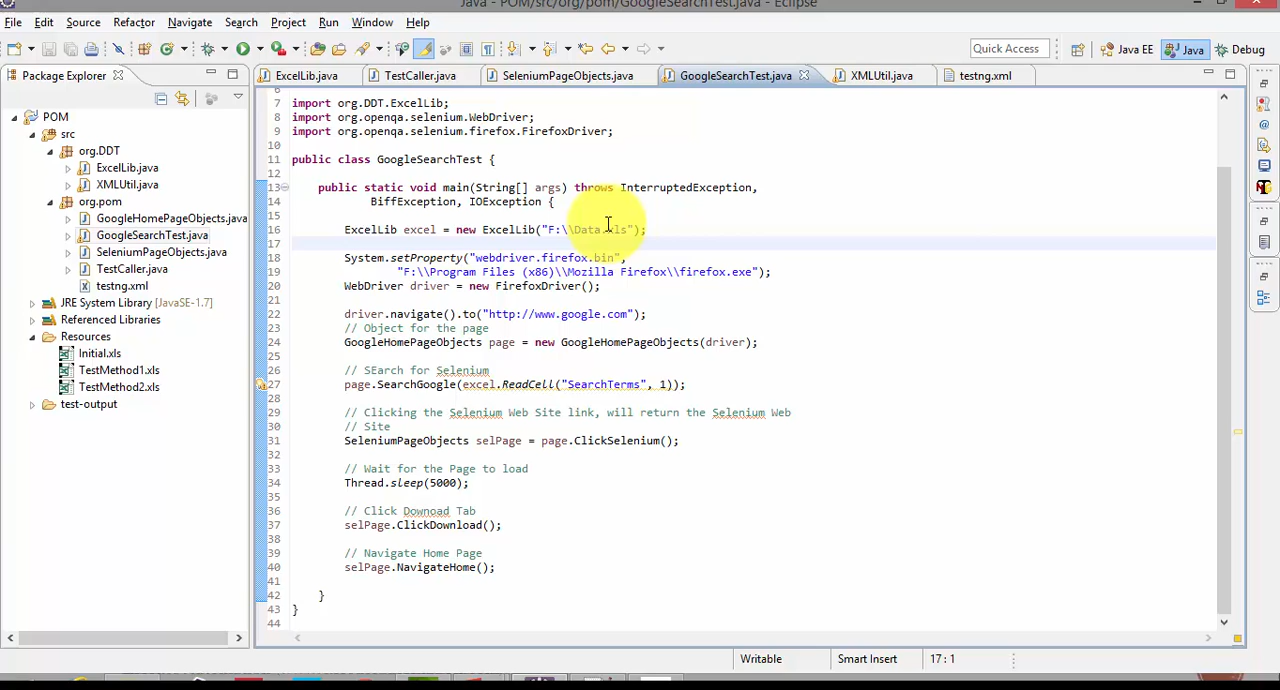 Java - POM/src/org/pom/GoogleSearchTest.java - Eclipse
File Edit Source Refactor Navigate Search Project Run Window Help
Quick Access Java EE Java Debug
Package Explorer
ExcelLib.java TestCaller.java SeleniumPageObjects.java GoogleSearchTest.java XMLUtil.java testng.xml
POM
src
org.DDT
ExcelLib.java
XMLUtil.java
org.pom
GoogleHomePageObjects.java
GoogleSearchTest.java
SeleniumPageObjects.java
TestCaller.java
testng.xml
JRE System Library [JavaSE-1.7]
Referenced Libraries
Resources
Initial.xls
TestMethod1.xls
TestMethod2.xls
test-output
6
7 import org.DDT.ExcelLib;
8 import org.openqa.selenium.WebDriver;
9 import org.openqa.selenium.firefox.FirefoxDriver;
10
11 public class GoogleSearchTest {
12
13 public static void main(String[] args) throws InterruptedException,
14 BiffException, IOException {
15
16 ExcelLib excel = new ExcelLib("F:\\Data.xls");
17
18 System.setProperty("webdriver.firefox.bin",
19 "F:\\Program Files (x86)\\Mozilla Firefox\\firefox.exe");
20 WebDriver driver = new FirefoxDriver();
21
22 driver.navigate().to("http://www.google.com");
23 // Object for the page
24 GoogleHomePageObjects page = new GoogleHomePageObjects(driver);
25
26 // SEarch for Selenium
27 page.SearchGoogle(excel.ReadCell("SearchTerms", 1));
28
29 // Clicking the Selenium Web Site link, will return the Selenium Web
30 // Site
31 SeleniumPageObjects selPage = page.ClickSelenium();
32
33 // Wait for the Page to load
34 Thread.sleep(5000);
35
36 // Click Downoad Tab
37 selPage.ClickDownload();
38
39 // Navigate Home Page
40 selPage.NavigateHome();
41
42 }
43 }
44
Writable Smart Insert 17 : 1